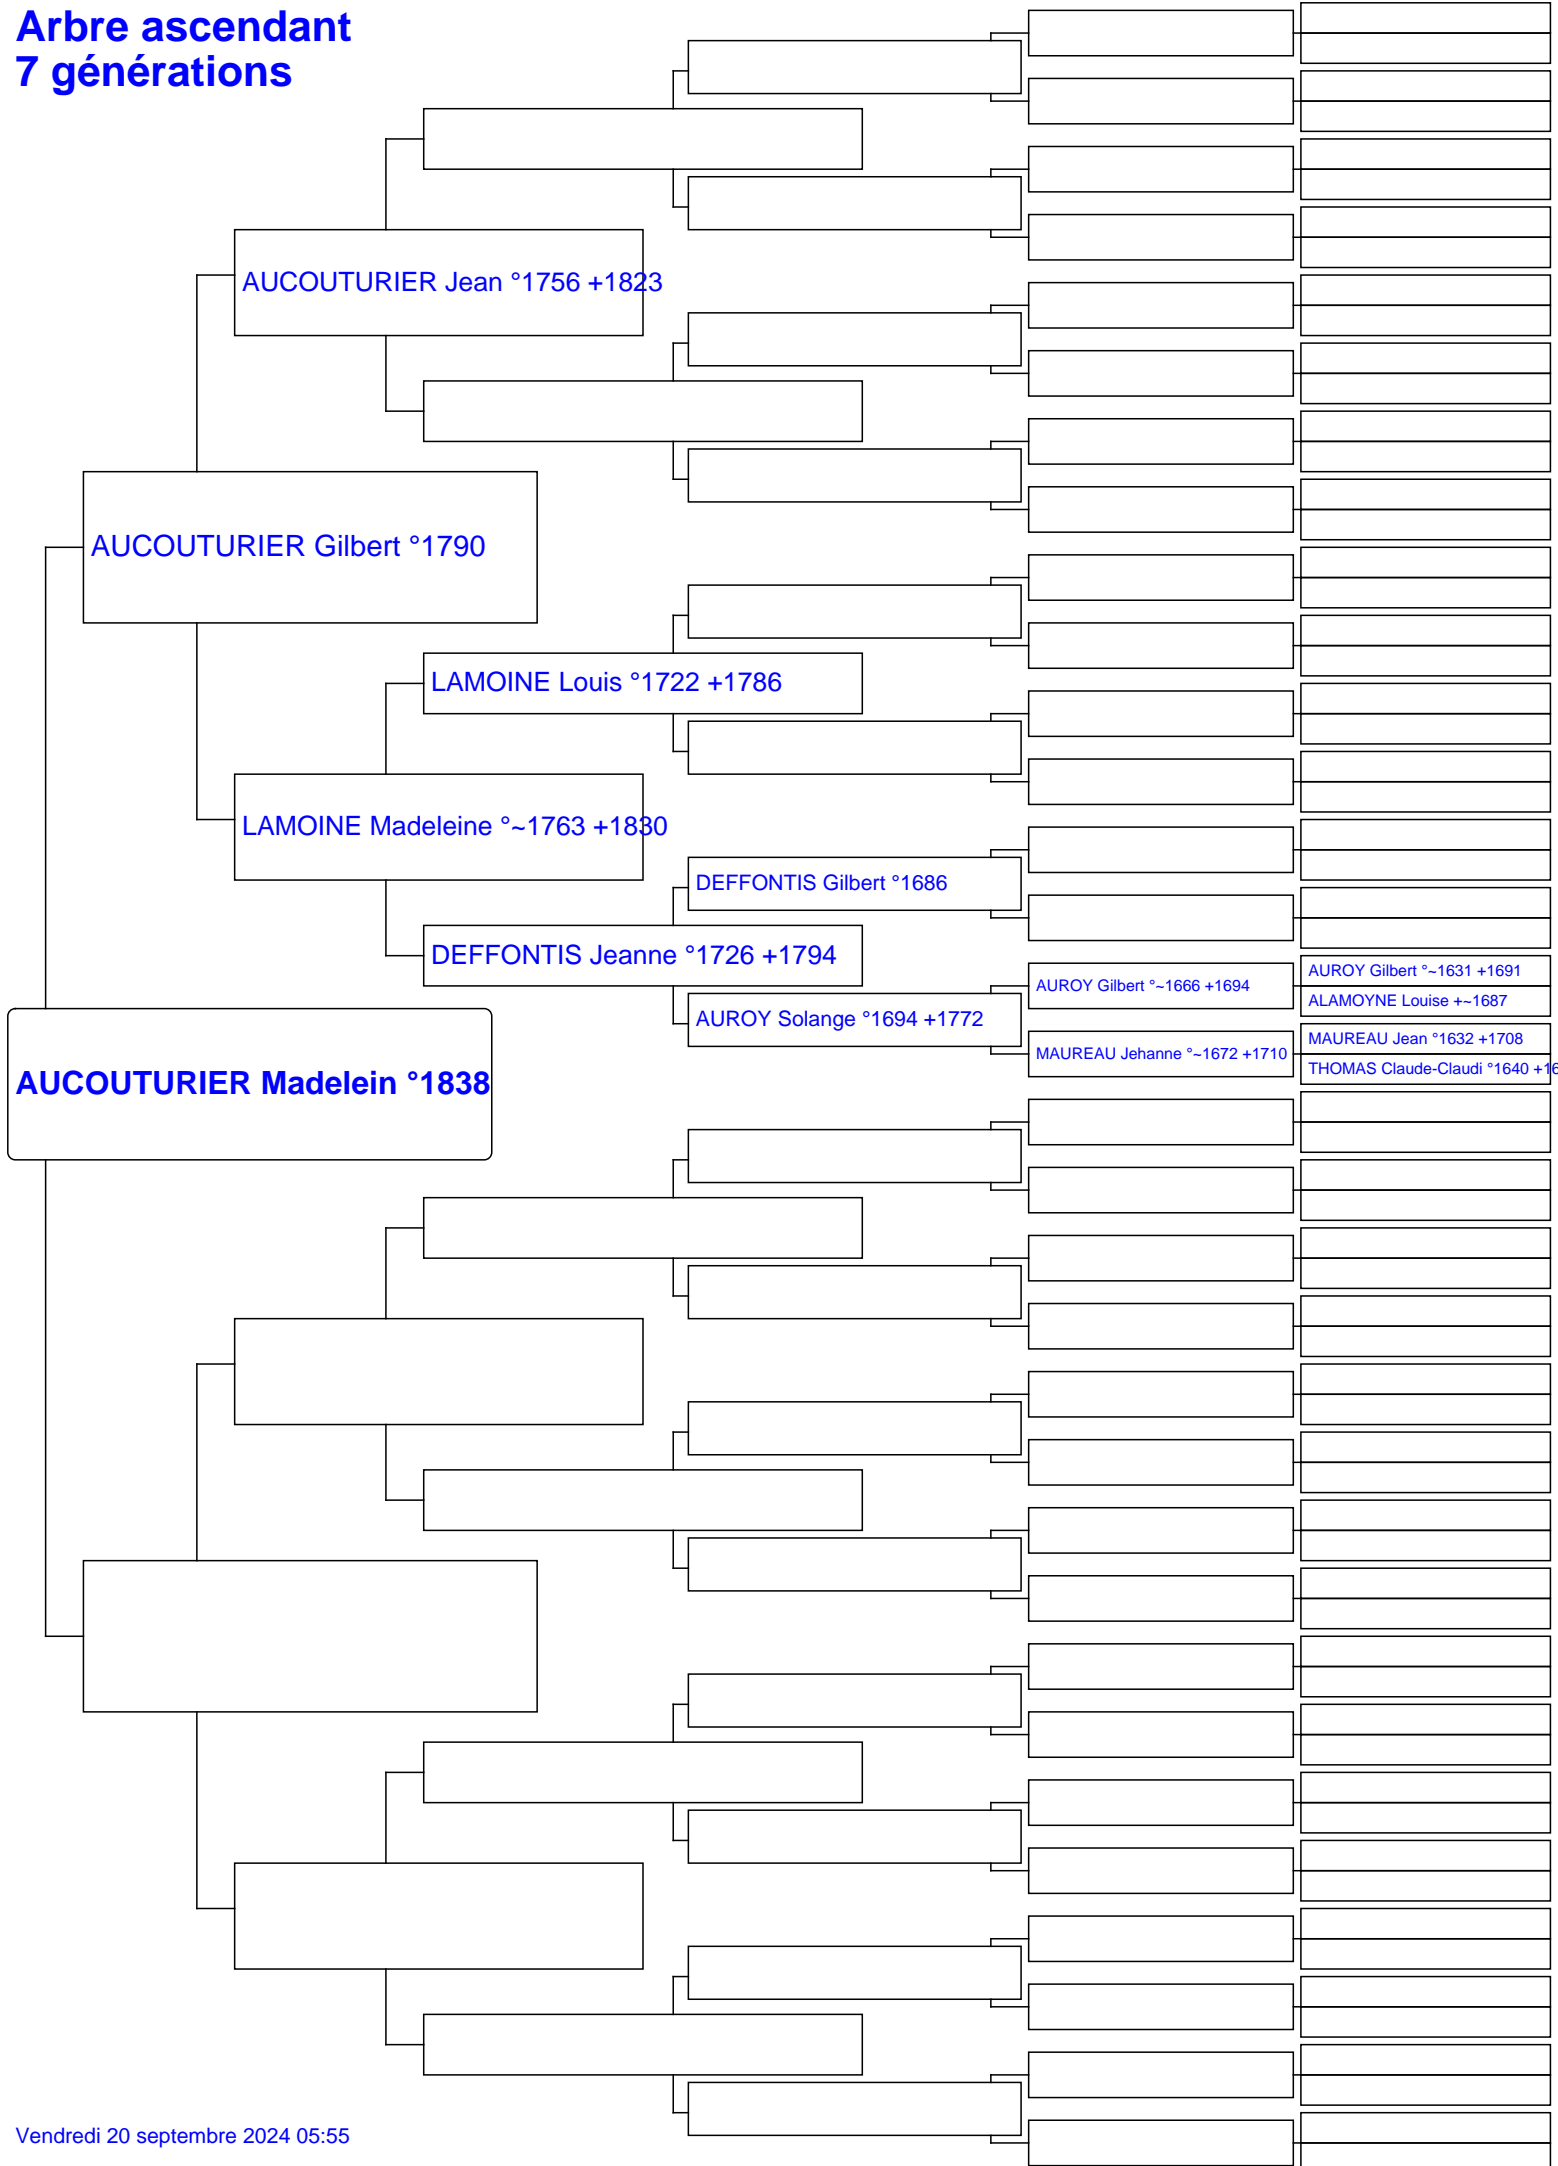 Arbre ascendant
7 générations
AUCOUTURIER Jean °1756 +1823
AUCOUTURIER Gilbert °1790
LAMOINE Louis °1722 +1786
LAMOINE Madeleine °~1763 +1830
DEFFONTIS Gilbert °1686
DEFFONTIS Jeanne °1726 +1794
AUROY Gilbert °~1631 +1691
AUROY Gilbert °~1666 +1694
ALAMOYNE Louise +~1687
AUROY Solange °1694 +1772
MAUREAU Jean °1632 +1708
MAUREAU Jehanne °~1672 +1710
THOMAS Claude-Claudi °1640
AUCOUTURIER Madelein °1838
Vendredi 20 septembre 2024 05:55